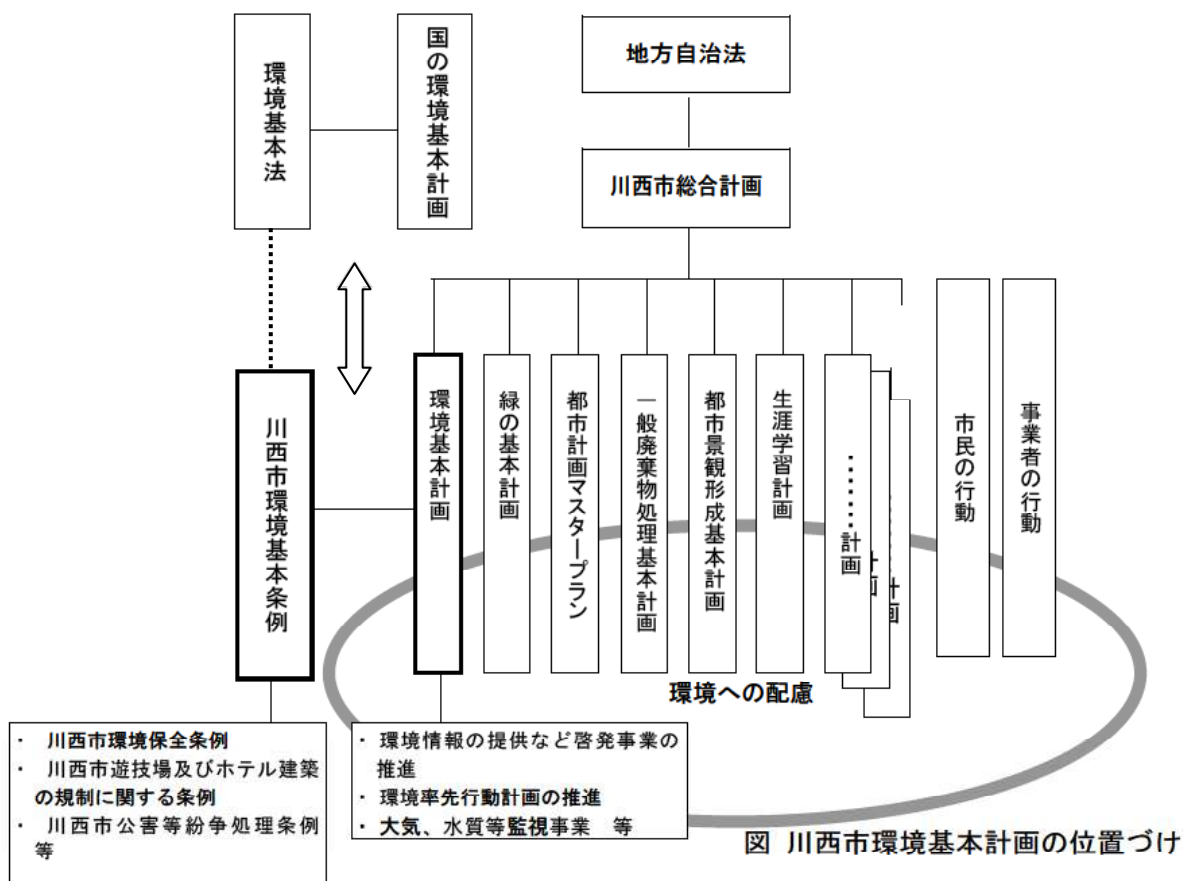 環境基本法
国の環境基本計画
地方自治法
川西市総合計画
川西市環境基本条例
環境基本計画
緑の基本計画
都市計画マスタープラン
一般廃棄物処理基本計画
都市景観形成基本計画
生涯学習計画
………計画
計画
計画
市民の行動
事業者の行動
環境への配慮
・ 川西市環境保全条例
・ 川西市遊技場及びホテル建築
の規制に関する条例
・ 川西市公害等紛争処理条例
等
・ 環境情報の提供など啓発事業の
推進
・ 環境率先行動計画の推進
・ 大気、水質等監視事業 等
図 川西市環境基本計画の位置づけ